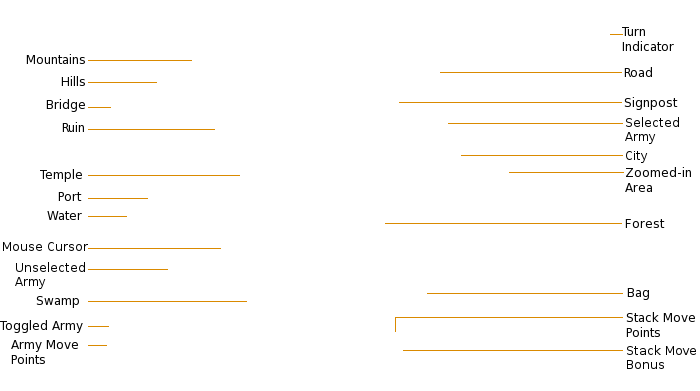 Mountains
Hills
Bridge
Ruin
Temple
Port
Water
Mouse Cursor
Unselected
Army
Swamp
Toggled Army
Army Move
Points
Turn
Indicator
Road
Signpost
Selected
Army
City
Zoomed-in
Area
Forest
Bag
Stack Move
Points
Stack Move
Bonus